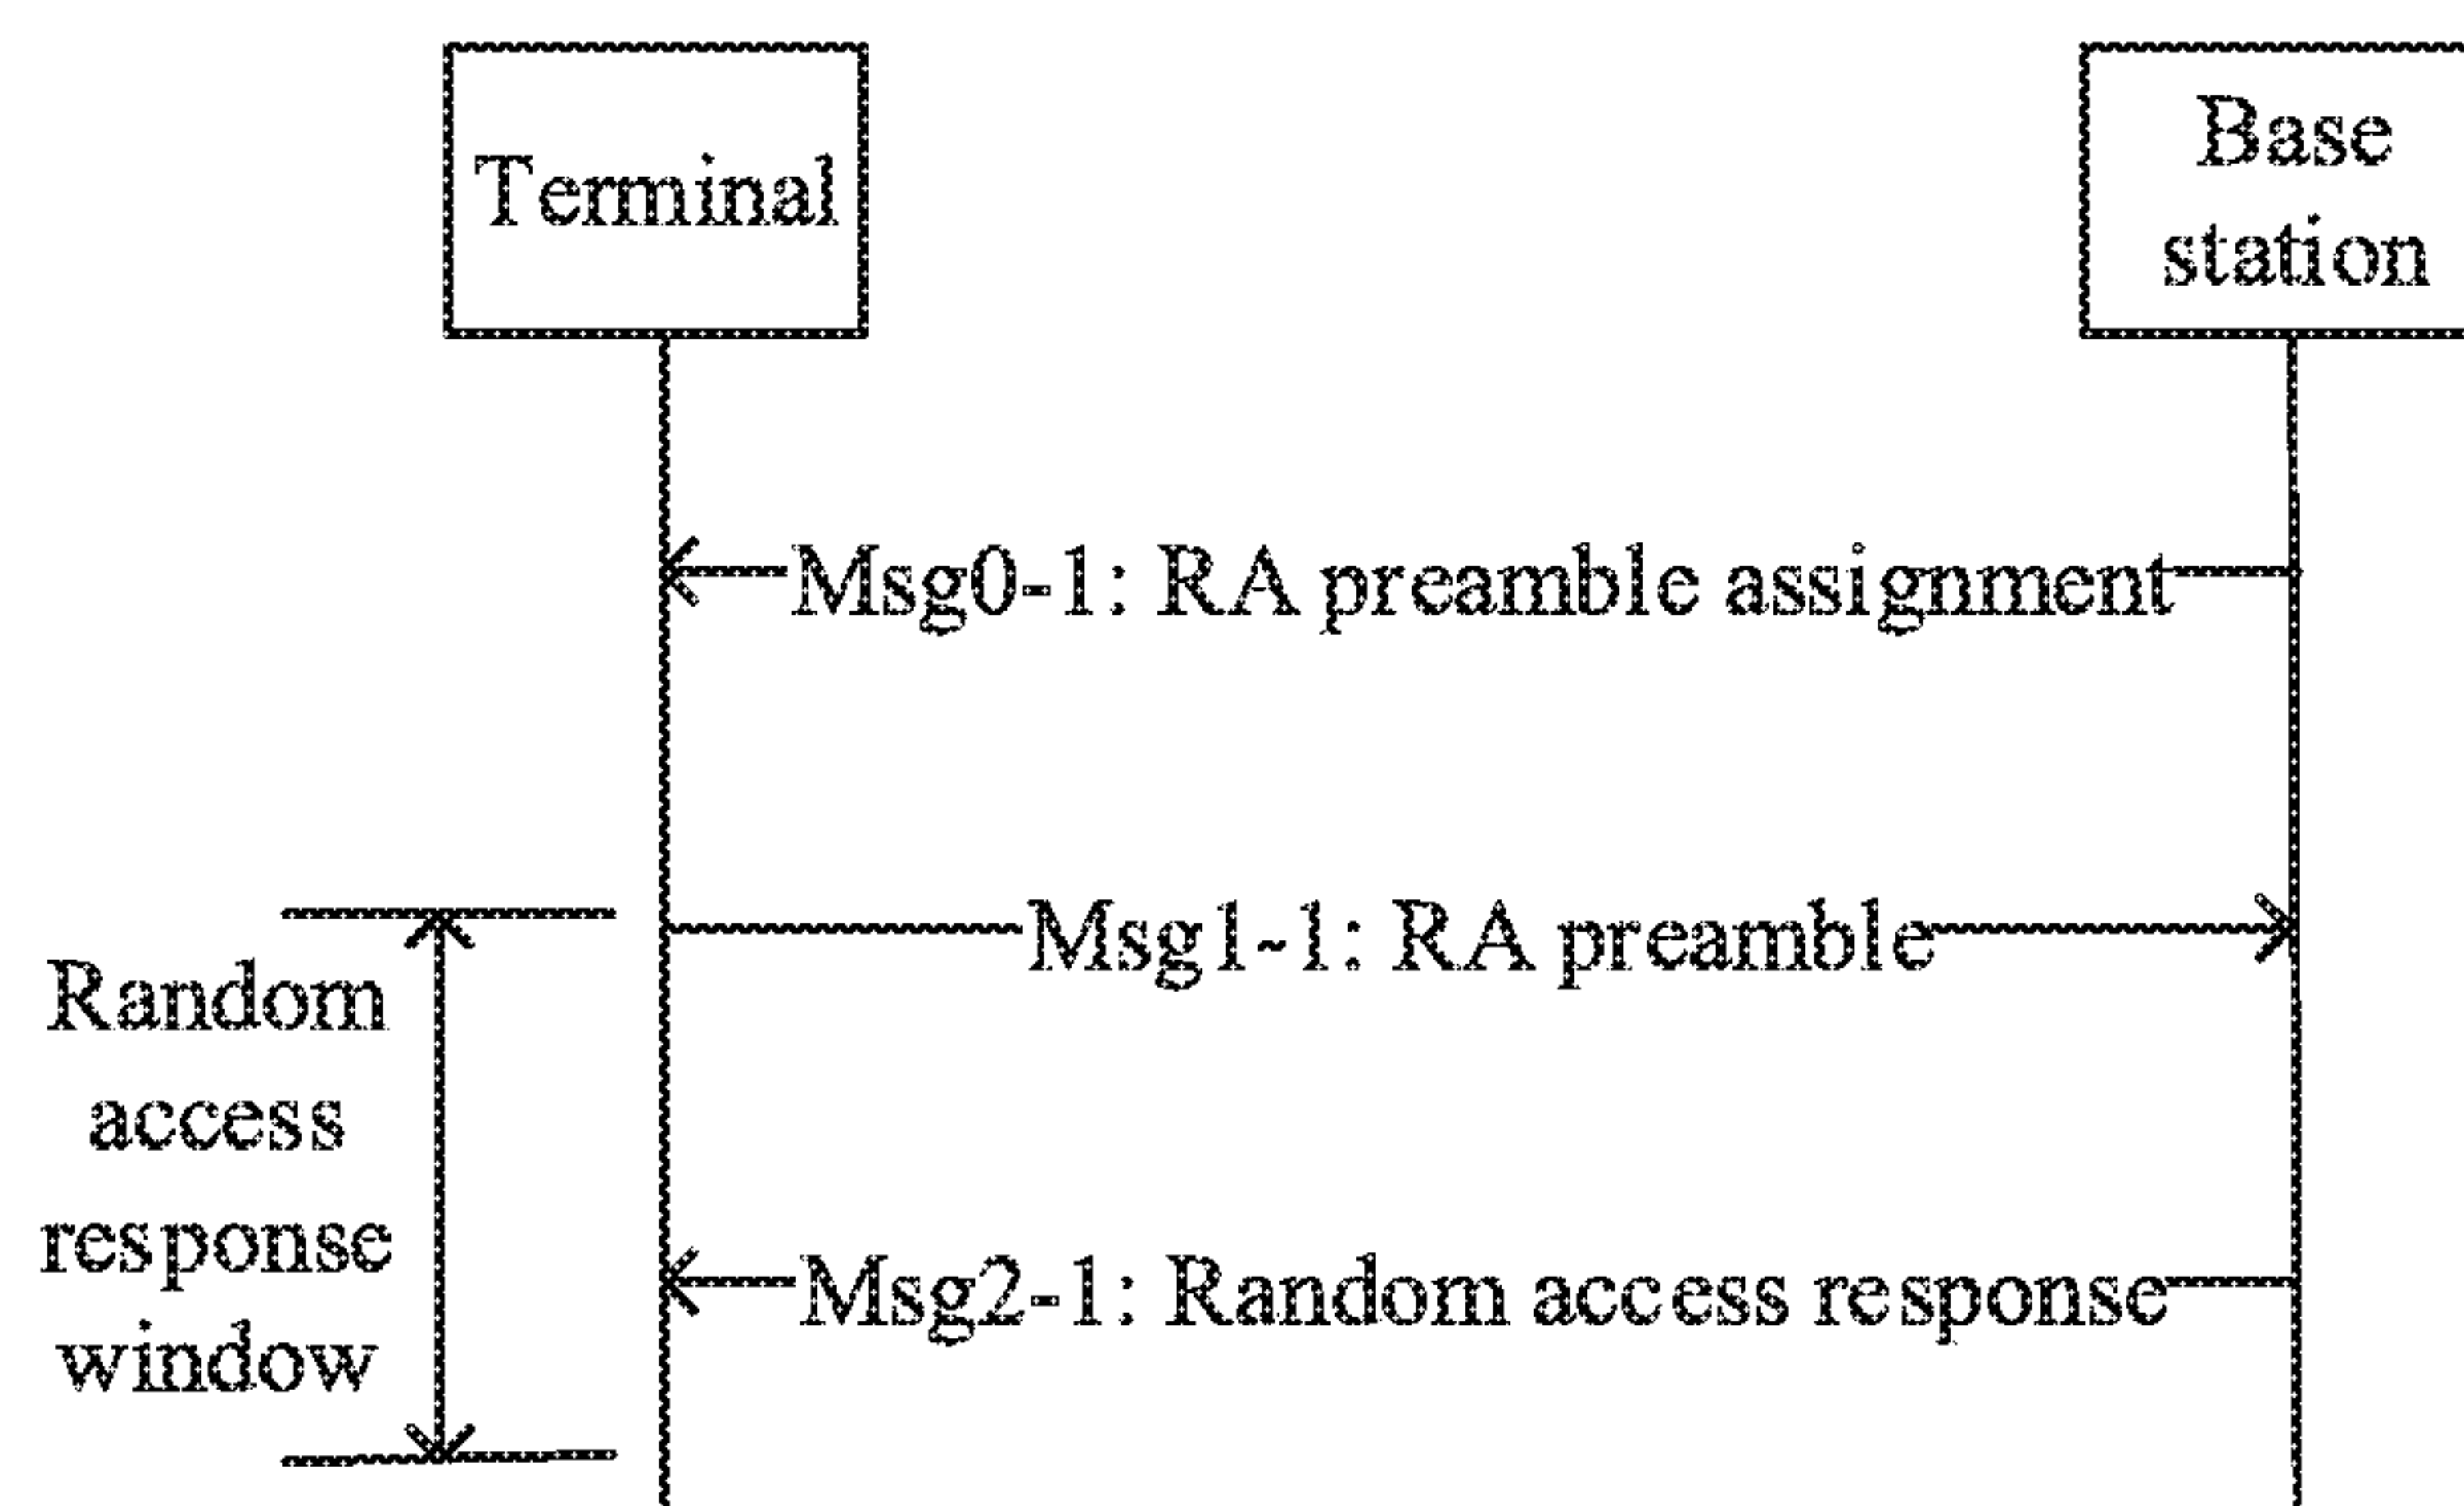 Terminal
Base
station
Msg0-1: RA preamble assignment
Msg1-1: RA preamble
Random
access
response
window
Msg2-1: Random access response